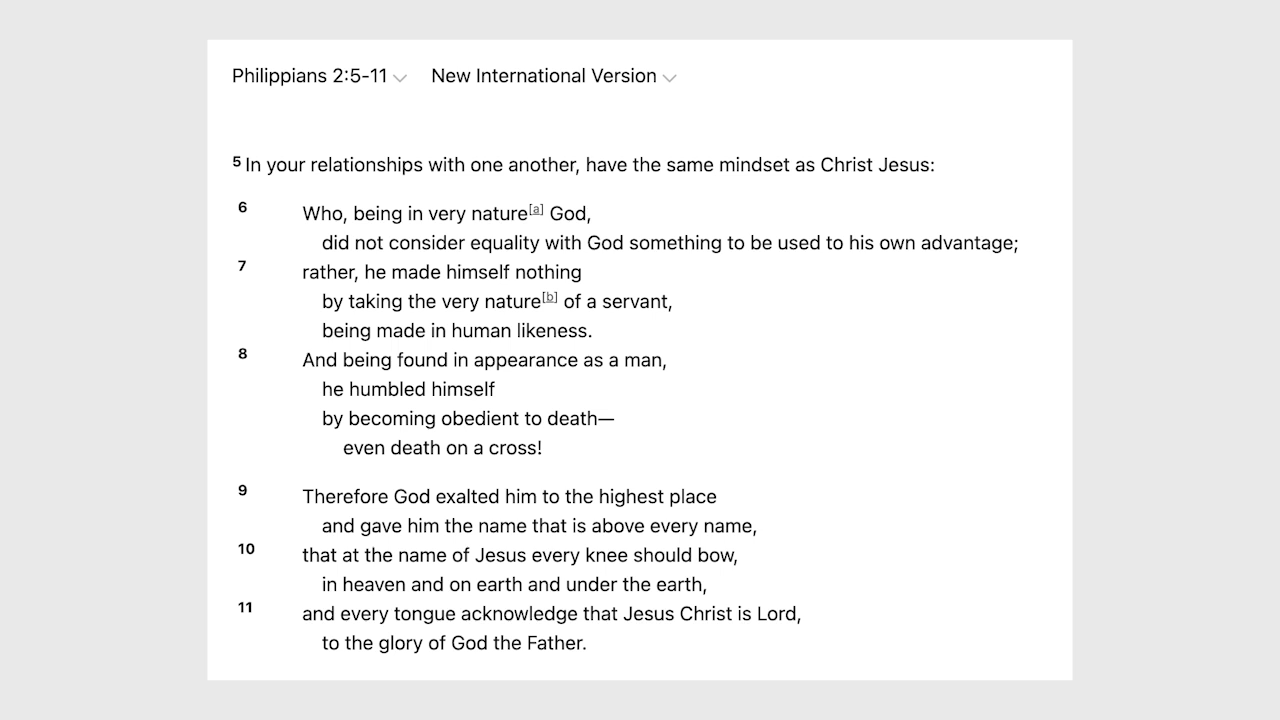 Philippians 2:5-11 New International Version
5 In your relationships with one another, have the same mindset as Christ Jesus:
6 Who, being in very nature[a] God,
did not consider equality with God something to be used to his own advantage;
7 rather, he made himself nothing
by taking the very nature[b] of a servant,
being made in human likeness.
8 And being found in appearance as a man,
he humbled himself
by becoming obedient to death—
even death on a cross!
9 Therefore God exalted him to the highest place
and gave him the name that is above every name,
10 that at the name of Jesus every knee should bow,
in heaven and on earth and under the earth,
11 and every tongue acknowledge that Jesus Christ is Lord,
to the glory of God the Father.